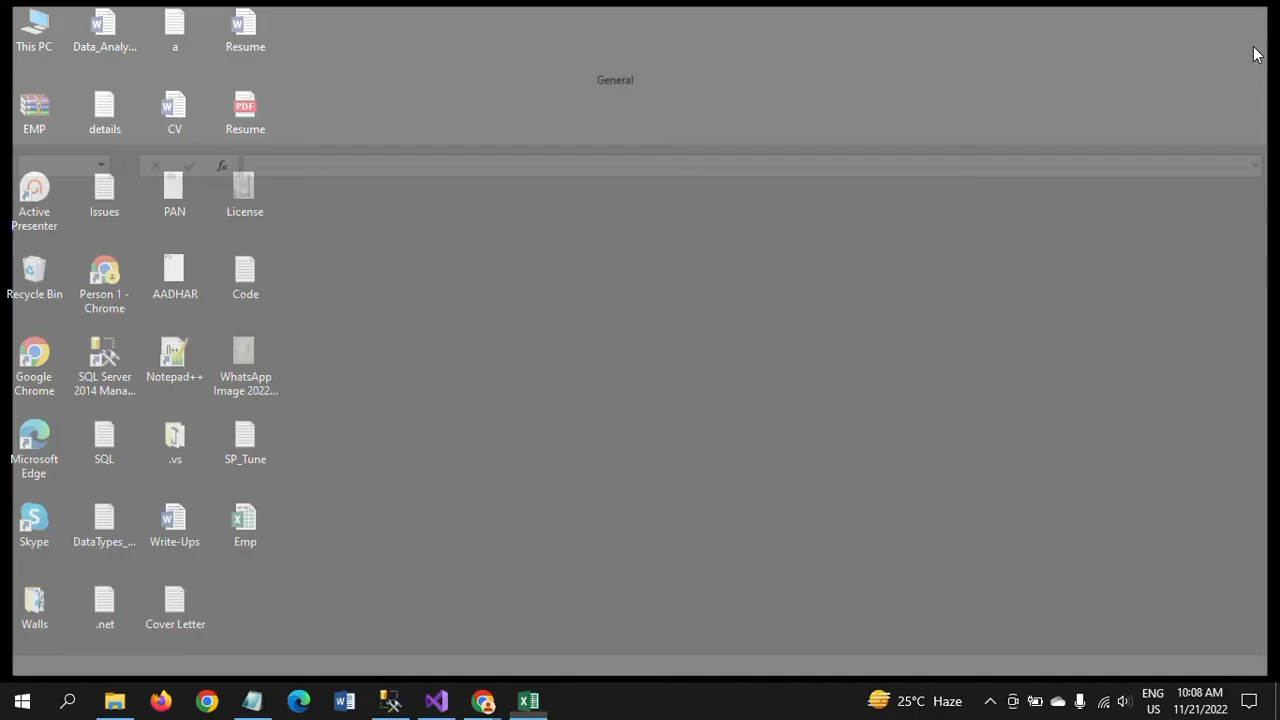 This PC
Data_Analy...
a
Resume
General
EMP
details
CV
PDF
Resume
fx
Active
Presenter
Issues
PAN
License
Recycle Bin
Person 1 -
Chrome
AADHAR
Code
Google
Chrome
SQL Server
2014 Mana...
Notepad++
WhatsApp
Image 2022...
Microsoft
Edge
SQL
.vs
SP_Tune
Skype
DataTypes_...
Write-Ups
Emp
Walls
.net
Cover Letter
25°C Haze
ENG
US
10:08 AM
11/21/2022